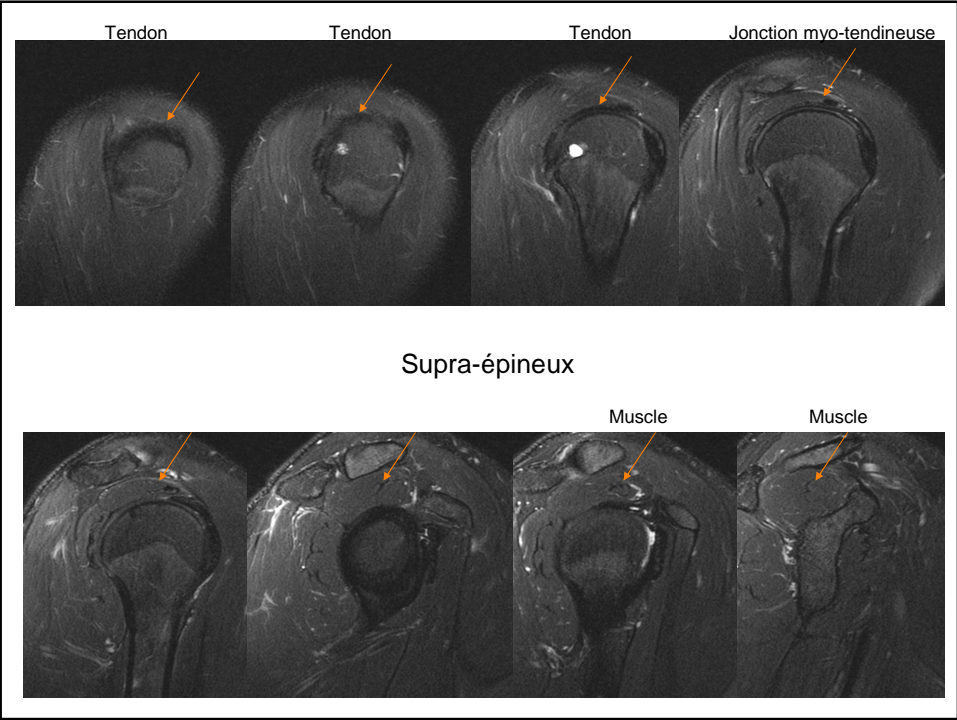 Tendon
Tendon
Tendon
Jonction myo-tendineuse
Supra-épineux
Muscle
Muscle